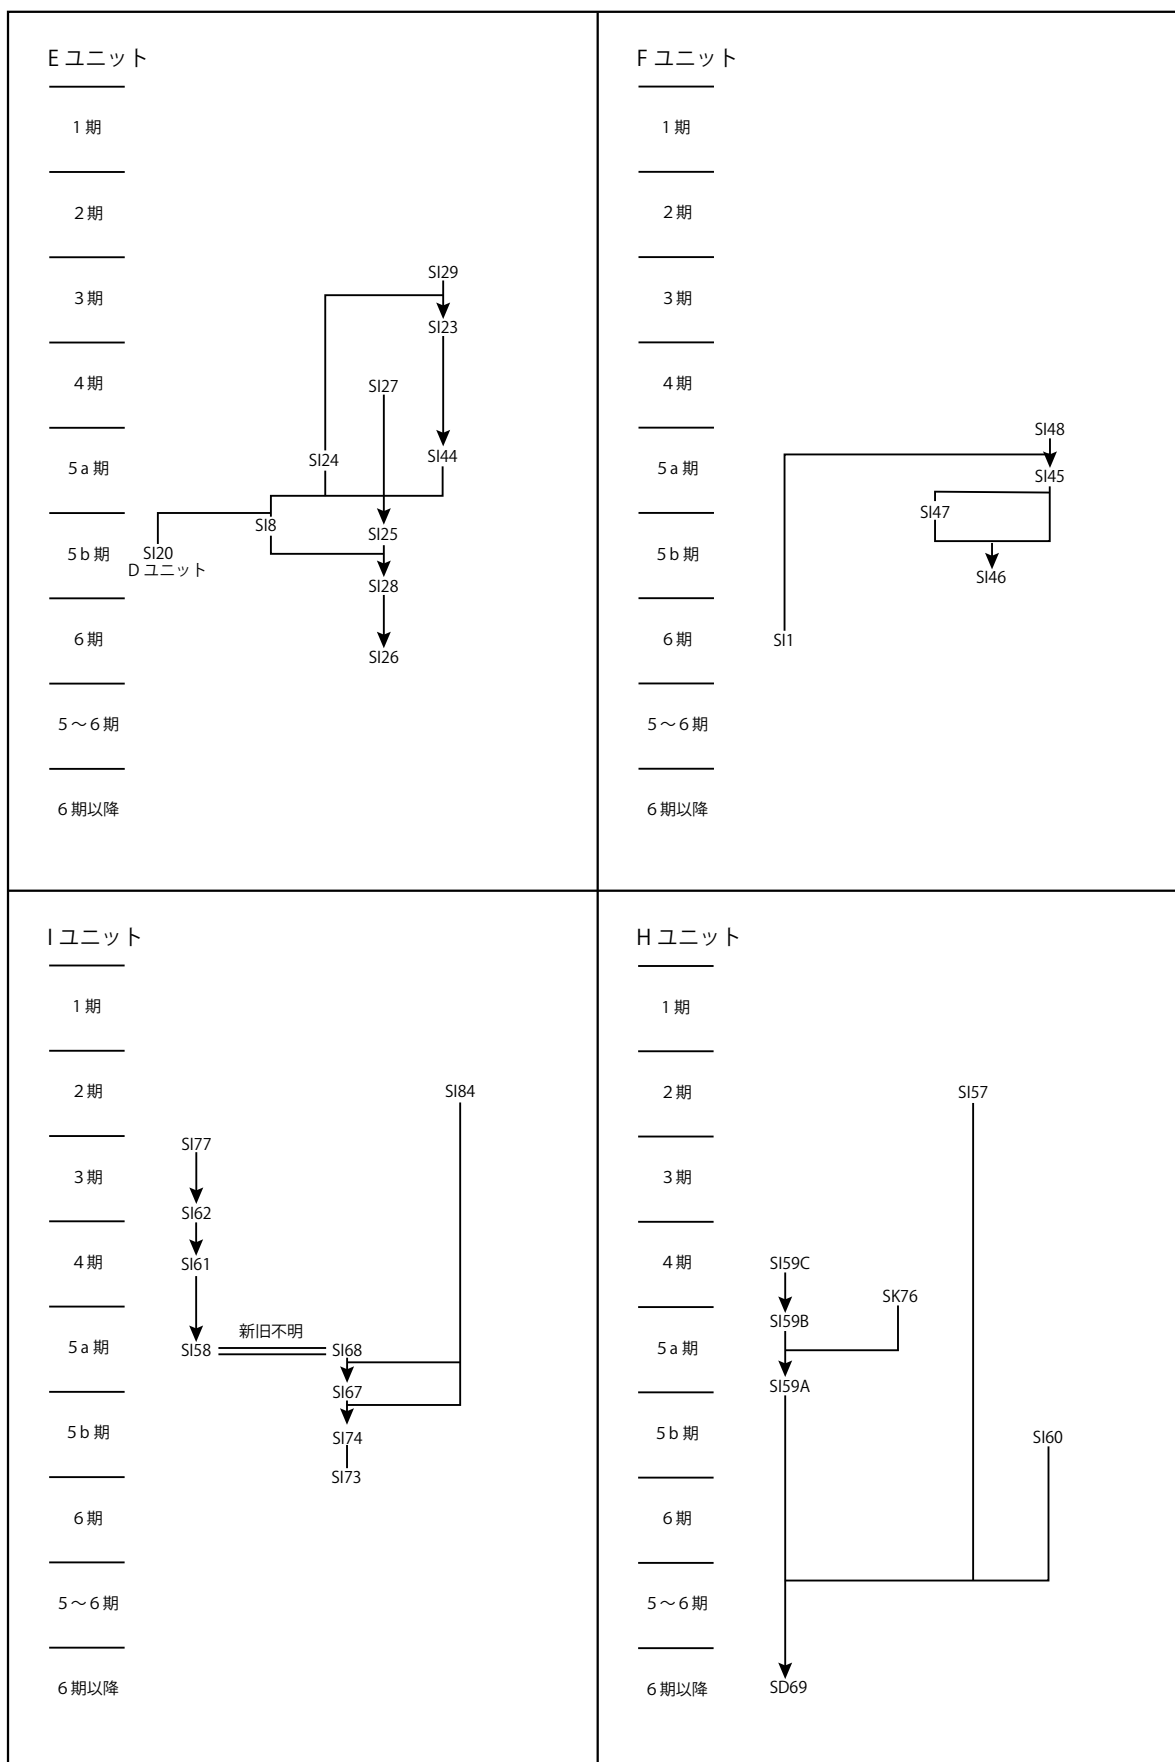 E ユニット
1期
2期
3期
4期
5a期
5b期
6期
5～6期
6期以降
SI29
SI23
SI27
SI24
SI44
SI8
SI25
SI20
D ユニット
SI28
SI26
F ユニット
1期
2期
3期
4期
5a期
5b期
6期
5～6期
6期以降
SI48
SI45
SI47
SI46
SI1
I ユニット
1期
2期
3期
4期
5a期
5b期
6期
5～6期
6期以降
SI84
SI77
SI62
SI61
新旧不明
SI58
SI68
SI67
SI74
SI73
H ユニット
1期
2期
3期
4期
5a期
5b期
6期
5～6期
6期以降
SI57
SI59C
SK76
SI59B
SI59A
SI60
SD69